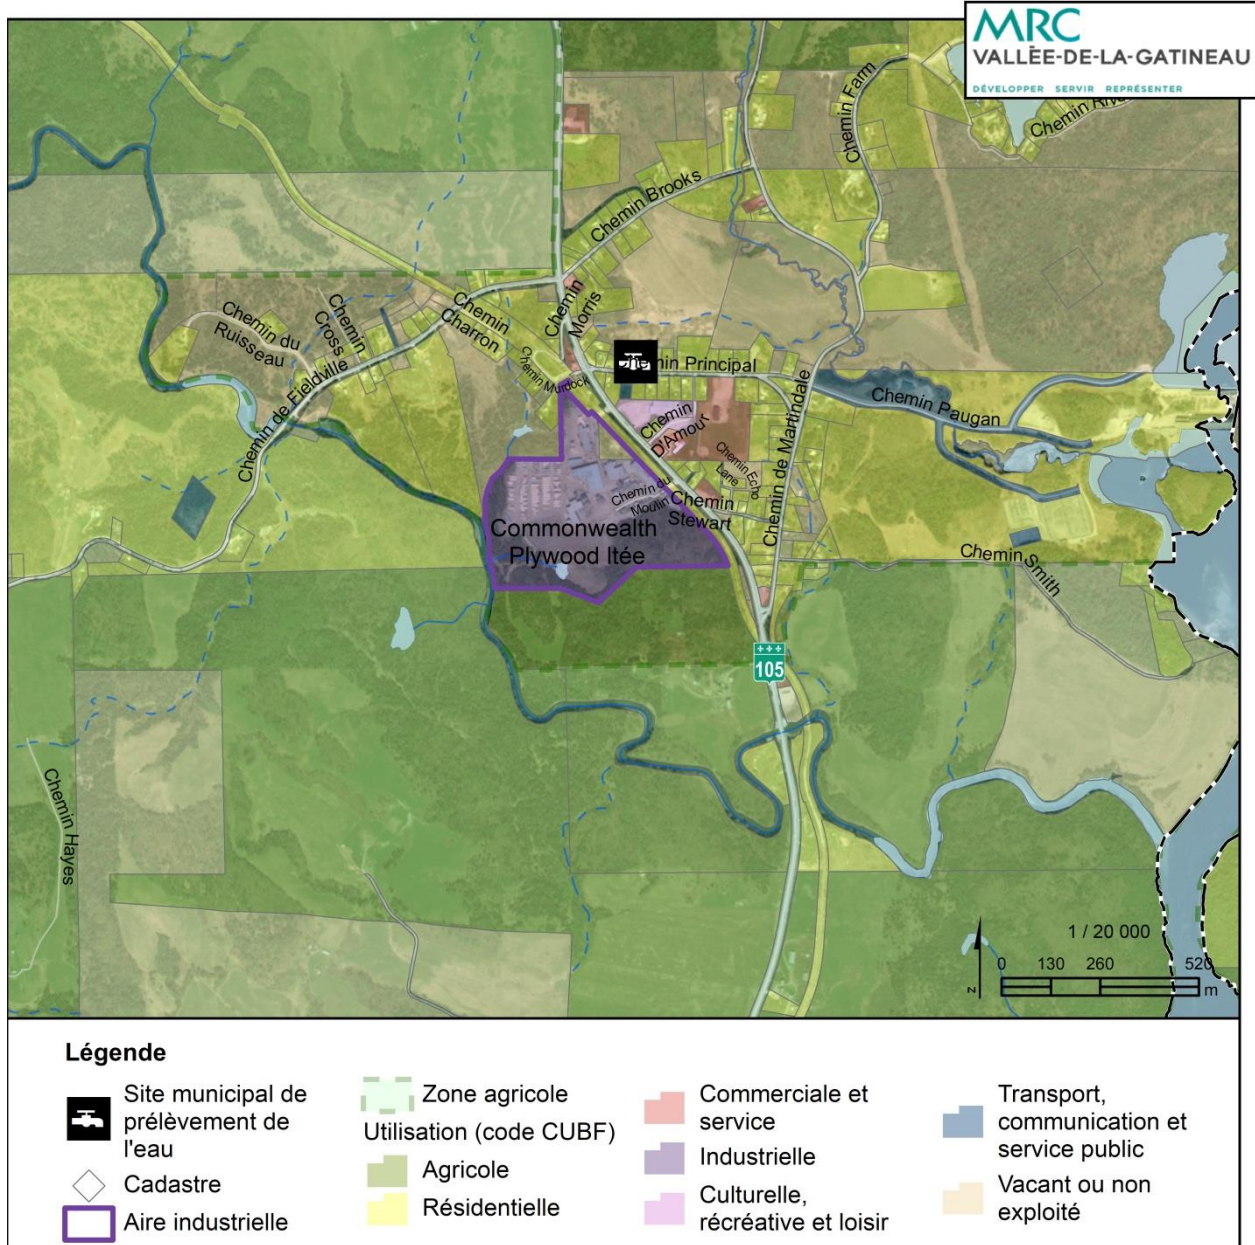 MRC
VALLÉE-DE-LA-GATINEAU
DÉVELOPPER SERVIR REPRÉSENTER
Chemin Farm
Chemin
Chemin Brooks
Chemin
Morris
Chemin
Charron
Chemin
Cross
Chemin du
Ruisseau
Chemin de Fieldville
Chemin Murdock
Chemin Principal
Chemin
D'Amour
Chemin de Martindale
Chemin Paugan
Chemin Echo
Lane
Chemin du
Moulin
Chemin
Stewart
Commonwealth
Plywood ltée
Chemin Smith
105
Chemin Hayes
1 / 20 000
0 130 260 520
m
z
Légende
Site municipal de
prélèvement de
l'eau
Cadastre
Aire industrielle
Zone agricole
Utilisation (code CUBF)
Agricole
Résidentielle
Commerciale et
service
Industrielle
Culturelle,
récréative et loisir
Transport,
communication et
service public
Vacant ou non
exploité